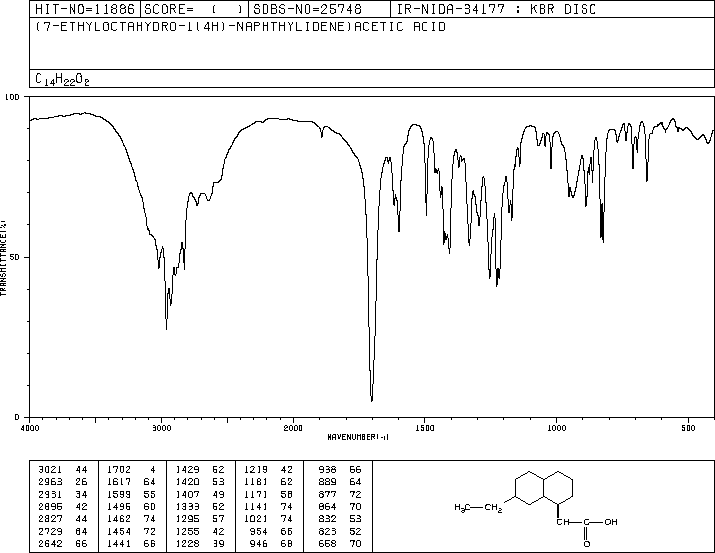 HIT-NO=11886 SCORE= ( ) SDBS-NO=25748 IR-NIDA-34177 : KBR DISC
(7-ETHYLOCTAHYDRO-1(4H)-NAPHTHYLIDENE)ACETIC ACID
C14H22O2
100
50
0
TRANSMITTANCE(%)
4000 3000 2000 1500 1000 500
WAVENUMBER(-1)
3021 44 1702 4 1429 52 1219 42 938 66
2963 26 1617 64 1420 53 1181 62 889 64
2931 34 1599 55 1407 49 1171 58 877 72
2895 42 1496 60 1333 52 1141 74 864 70
2827 44 1462 74 1295 57 1021 74 832 53
2729 64 1454 72 1255 42 954 66 823 52
2642 66 1441 66 1228 39 946 68 658 70
H3C CH2
CH C OH
O